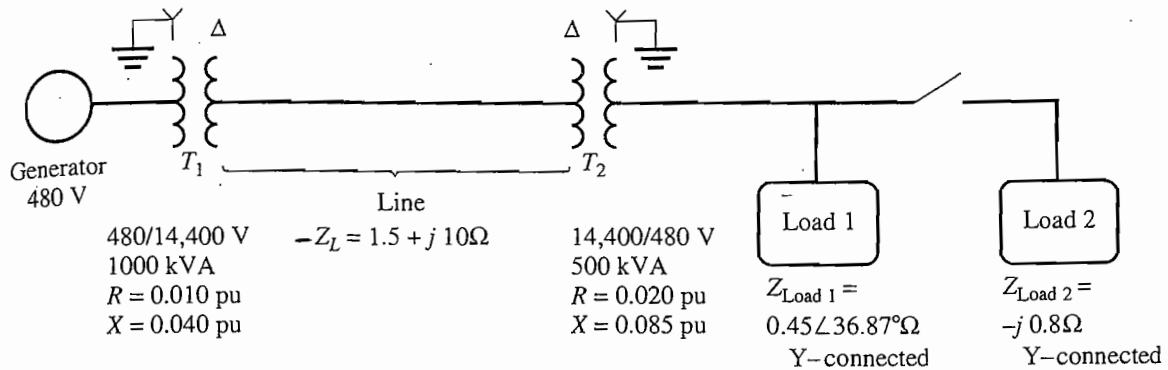 Δ
Δ
T₁
T₂
Generator
480 V
Line
480/14,400 V
1000 kVA
R = 0.010 pu
X = 0.040 pu
–Z_L = 1.5 + j 10Ω
14,400/480 V
500 kVA
R = 0.020 pu
X = 0.085 pu
Load 1
Z_Load 1 =
0.45∠36.87°Ω
Y–connected
Load 2
Z_Load 2 =
–j 0.8Ω
Y–connected